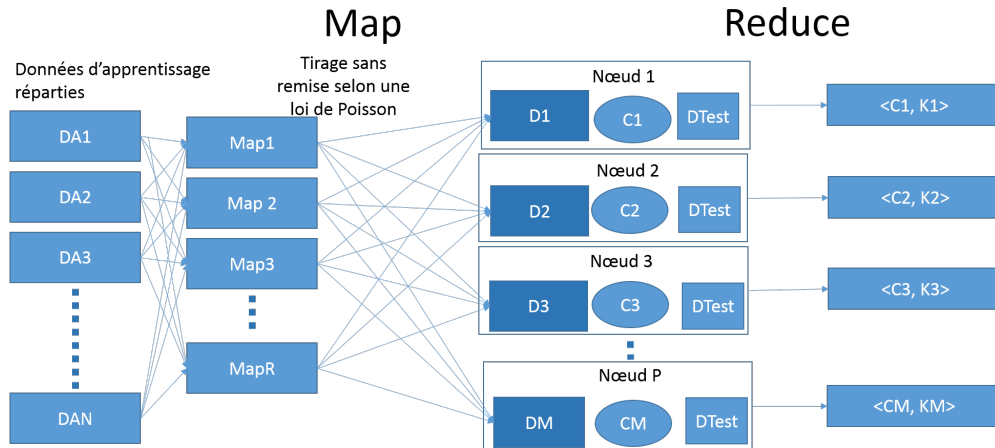 Map
Reduce
Données d'apprentissage
réparties
Tirage sans
remise selon une
loi de Poisson
DA1
DA2
DA3
DAN
Map1
Map 2
Map3
MapR
Nœud 1
D1
C1
DTest
<C1, K1>
Nœud 2
D2
C2
DTest
<C2, K2>
Nœud 3
D3
C3
DTest
<C3, K3>
Nœud P
DM
CM
DTest
<CM, KM>